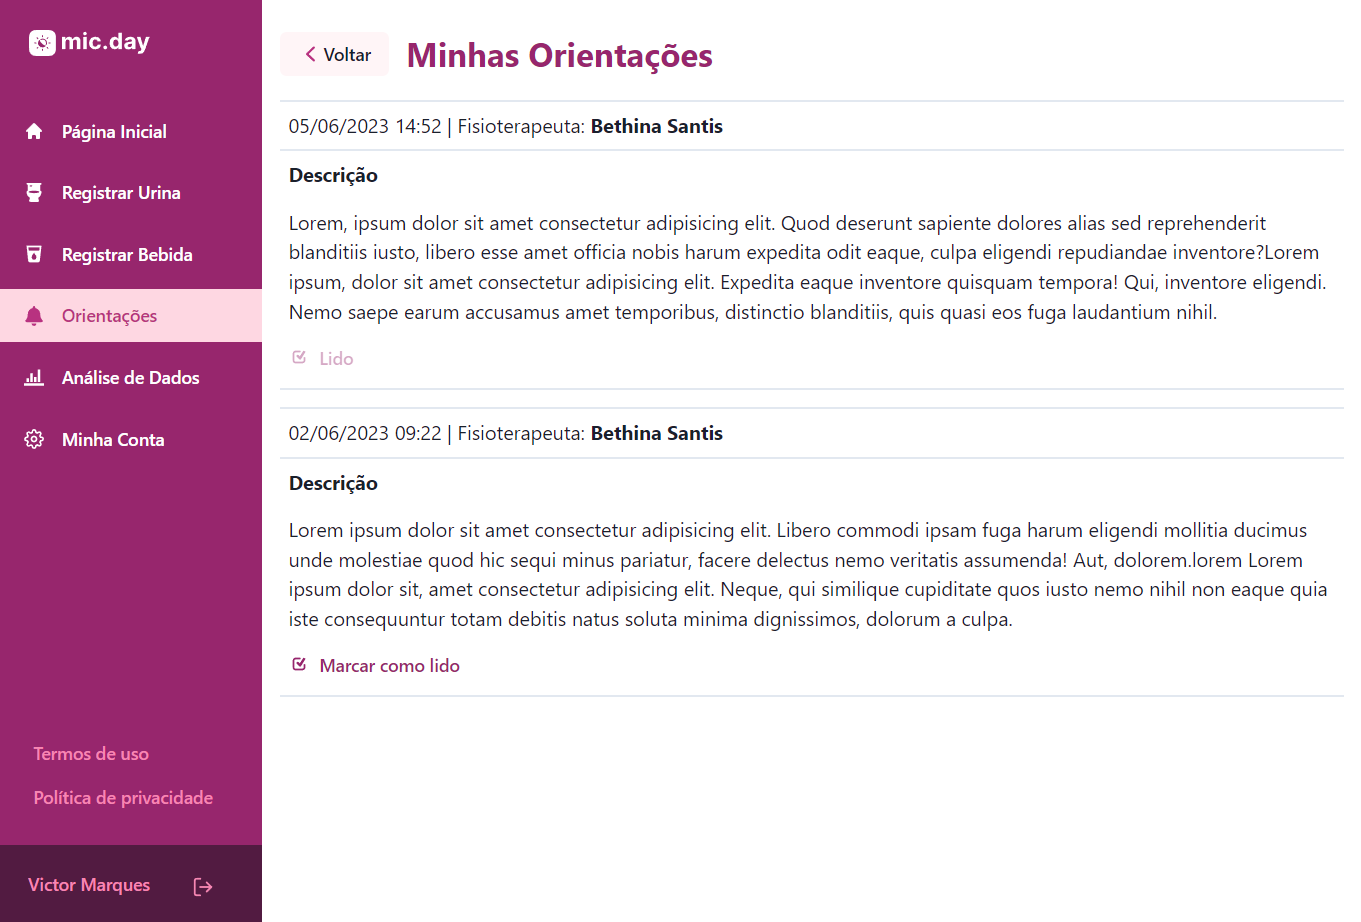 mic.day
Página Inicial
Registrar Urina
Registrar Bebida
Orientações
Análise de Dados
Minha Conta
Termos de uso
Política de privacidade
Victor Marques
Voltar
Minhas Orientações
05/06/2023 14:52 | Fisioterapeuta: Bethina Santis
Descrição
Lorem, ipsum dolor sit amet consectetur adipisicing elit. Quod deserunt sapiente dolores alias sed reprehenderit
blanditiis iusto, libero esse amet officia nobis harum expedita odit eaque, culpa eligendi repudiandae inventore?Lorem
ipsum, dolor sit amet consectetur adipisicing elit. Expedita eaque inventore quisquam tempora! Qui, inventore eligendi.
Nemo saepe earum accusamus amet temporibus, distinctio blanditiis, quis quasi eos fuga laudantium nihil.
Lido
02/06/2023 09:22 | Fisioterapeuta: Bethina Santis
Descrição
Lorem ipsum dolor sit amet consectetur adipisicing elit. Libero commodi ipsam fuga harum eligendi mollitia ducimus
unde molestiae quod hic sequi minus pariatur, facere delectus nemo veritatis assumenda! Aut, dolorem.lorem Lorem
ipsum dolor sit, amet consectetur adipisicing elit. Neque, qui similique cupiditate quos iusto nemo nihil non eaque quia
iste consequuntur totam debitis natus soluta minima dignissimos, dolorum a culpa.
Marcar como lido